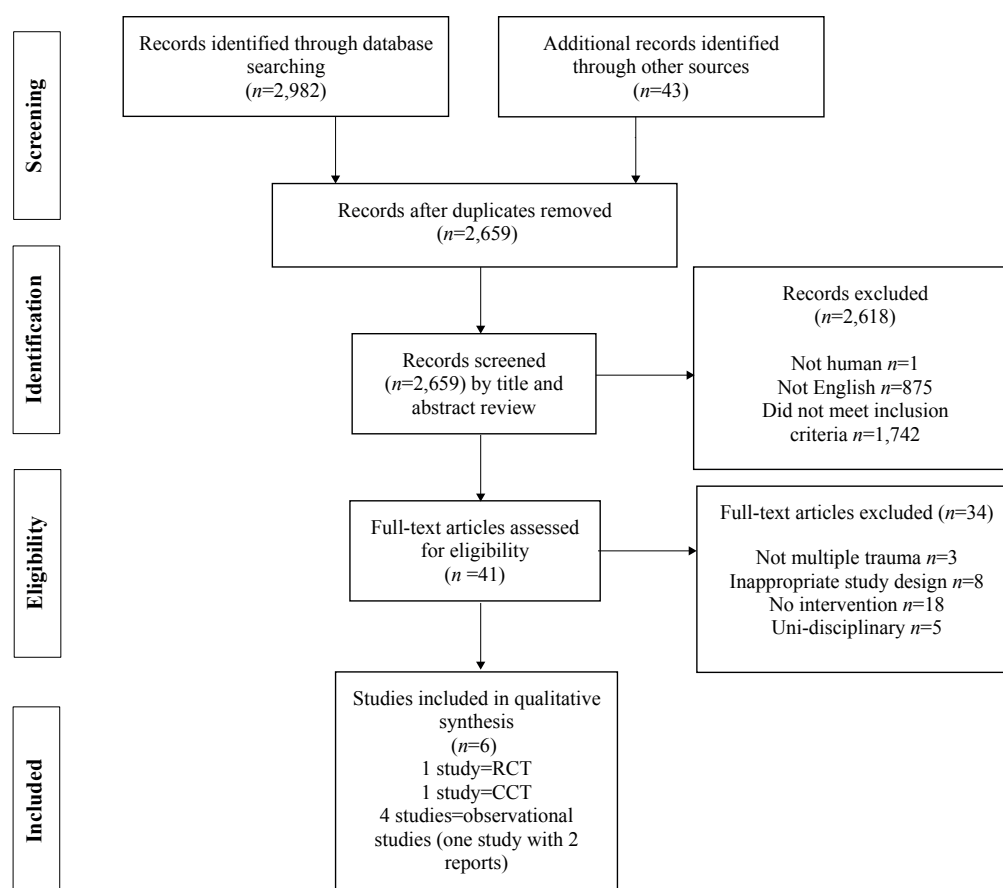 Screening
Records identified through database
searching
(n=2,982)
Additional records identified
through other sources
(n=43)
Records after duplicates removed
(n=2,659)
Identification
Records screened
(n=2,659) by title and
abstract review
Records excluded
(n=2,618)
Not human n=1
Not English n=875
Did not meet inclusion
criteria n=1,742
Eligibility
Full-text articles assessed
for eligibility
(n =41)
Full-text articles excluded (n=34)
Not multiple trauma n=3
Inappropriate study design n=8
No intervention n=18
Uni-disciplinary n=5
Included
Studies included in qualitative
synthesis
(n=6)
1 study=RCT
1 study=CCT
4 studies=observational
studies (one study with 2
reports)